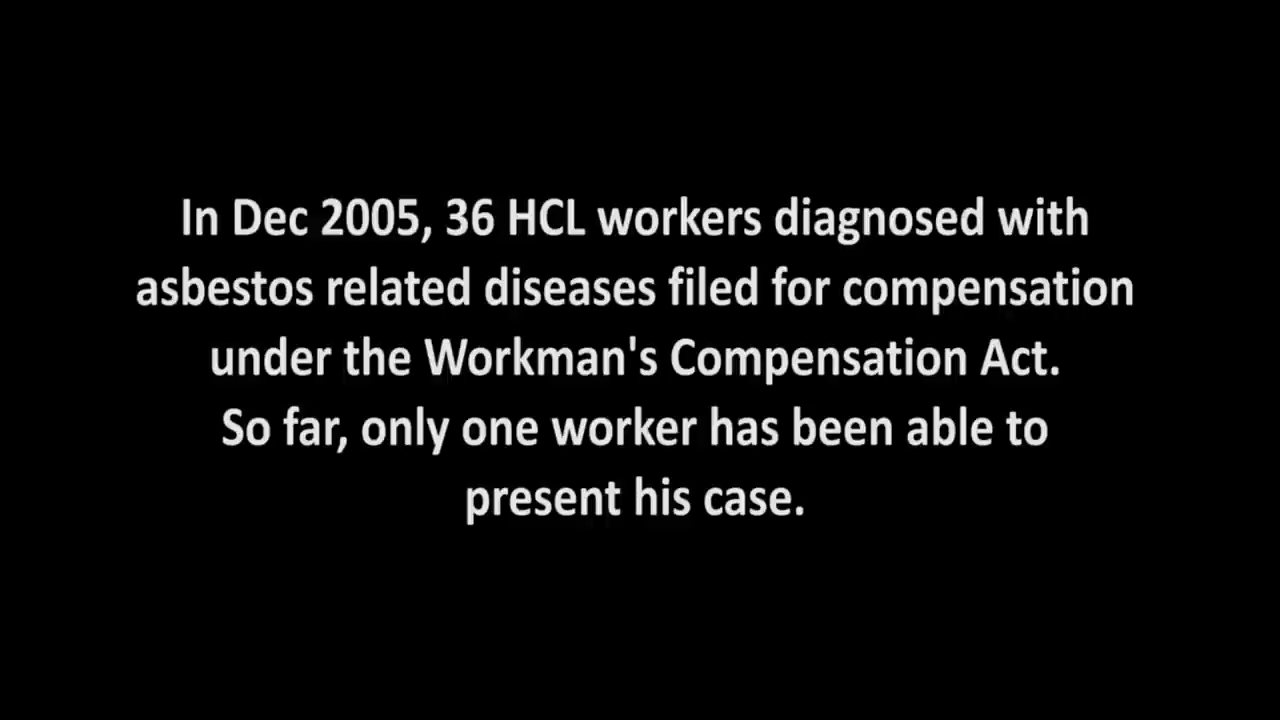 In Dec 2005, 36 HCL workers diagnosed with
asbestos related diseases filed for compensation
under the Workman's Compensation Act.
So far, only one worker has been able to
present his case.